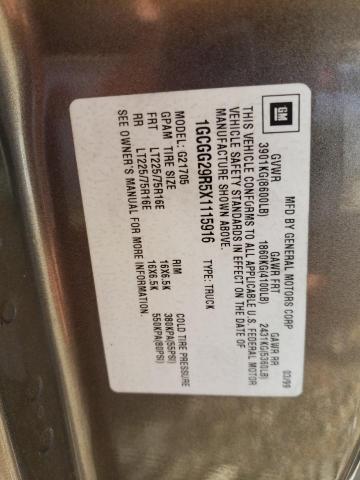 GM
MFD BY GENERAL MOTORS CORP 03/99
GVWR GAWR FRT GAWR RR
3901KG(8600LB) 1860KG(4100LB) 2431KG(5360LB)
THIS VEHICLE CONFORMS TO ALL APPLICABLE U.S. FEDERAL MOTOR
VEHICLE SAFETY STANDARDS IN EFFECT ON THE DATE OF
MANUFACTURE SHOWN ABOVE.
1GCGG29R5X1115916 TYPE: TRUCK
MODEL: G21705
GPAM TIRE SIZE RIM COLD TIRE PRESSURE
FRT LT225/75R16E 16X6.5K 380KPA(55PSI)
RR LT225/75R16E 16X6.5K 550KPA(80PSI)
SEE OWNER'S MANUAL FOR MORE INFORMATION.